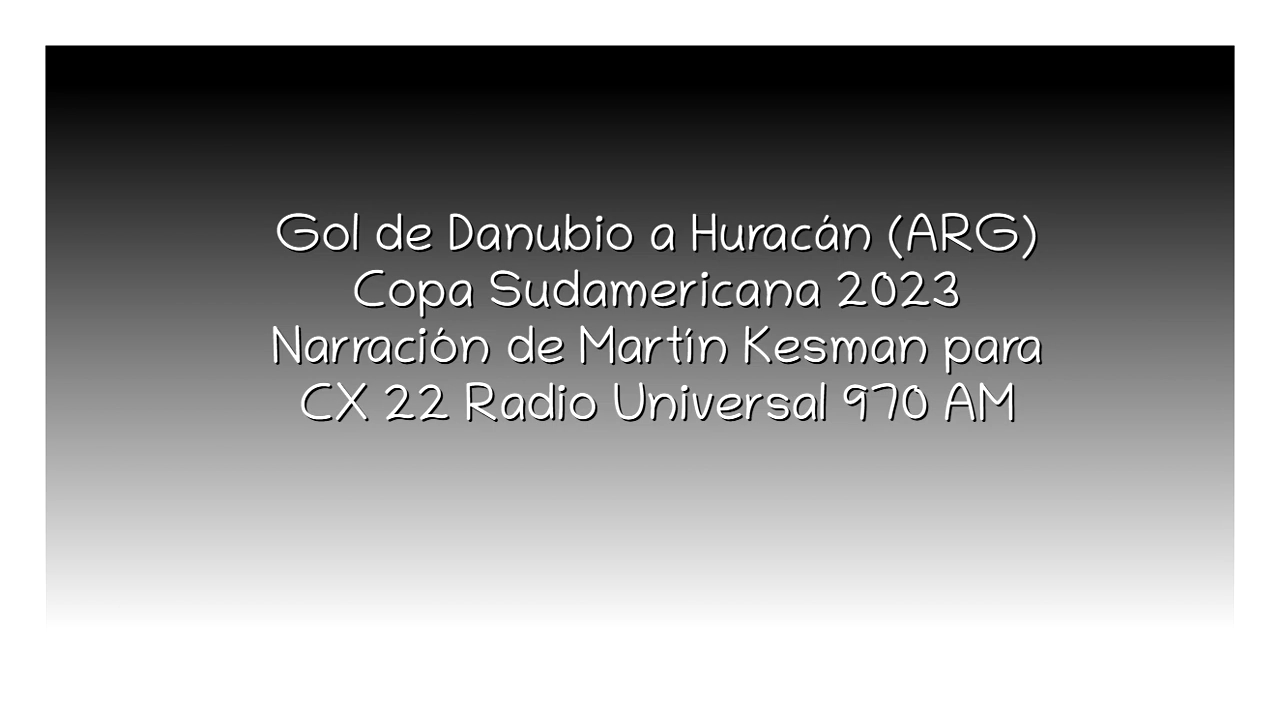 Gol de Danubio a Huracán (ARG)
Copa Sudamericana 2023
Narración de Martín Kesman para
CX 22 Radio Universal 970 AM